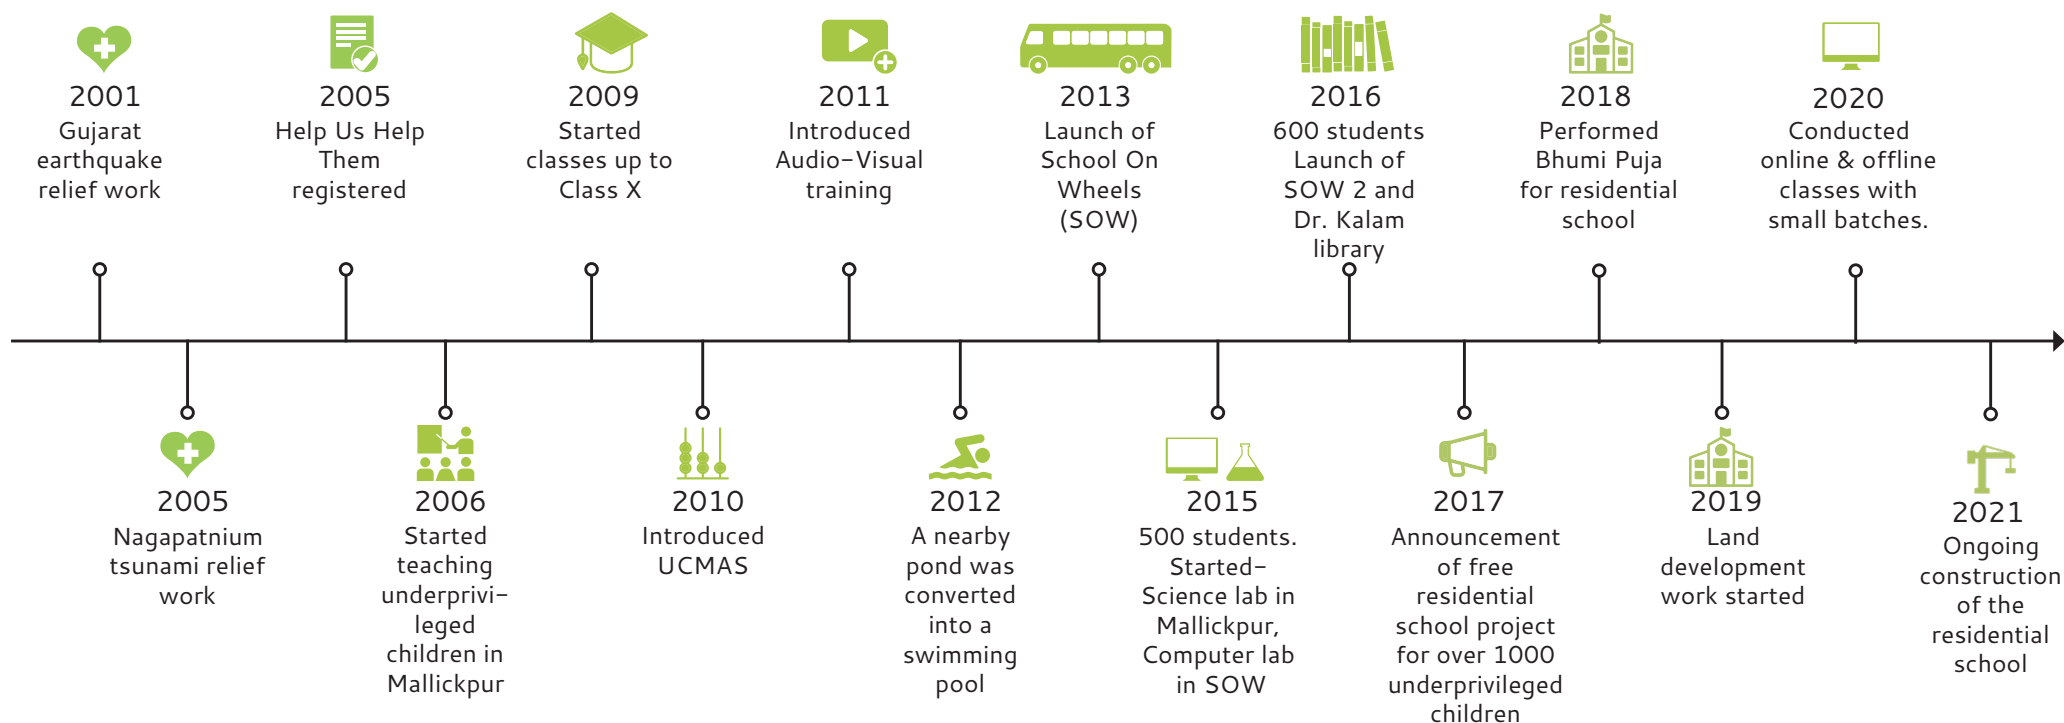 2001
Gujarat
earthquake
relief work
2005
Help Us Help
Them
registered
2009
Started
classes up to
Class X
2011
Introduced
Audio-Visual
training
2013
Launch of
School On
Wheels
(SOW)
2016
600 students
Launch of
SOW 2 and
Dr. Kalam
library
2018
Performed
Bhumi Puja
for residential
school
2020
Conducted
online & offline
classes with
small batches.
2005
Nagapatnium
tsunami relief
work
2006
Started
teaching
underprivi-
leged
children in
Mallickpur
2010
Introduced
UCMAS
2012
A nearby
pond was
converted
into a
swimming
pool
2015
500 students.
Started-
Science lab in
Mallickpur,
Computer lab
in SOW
2017
Announcement
of free
residential
school project
for over 1000
underprivileged
children
2019
Land
development
work started
2021
Ongoing
construction
of the
residential
school